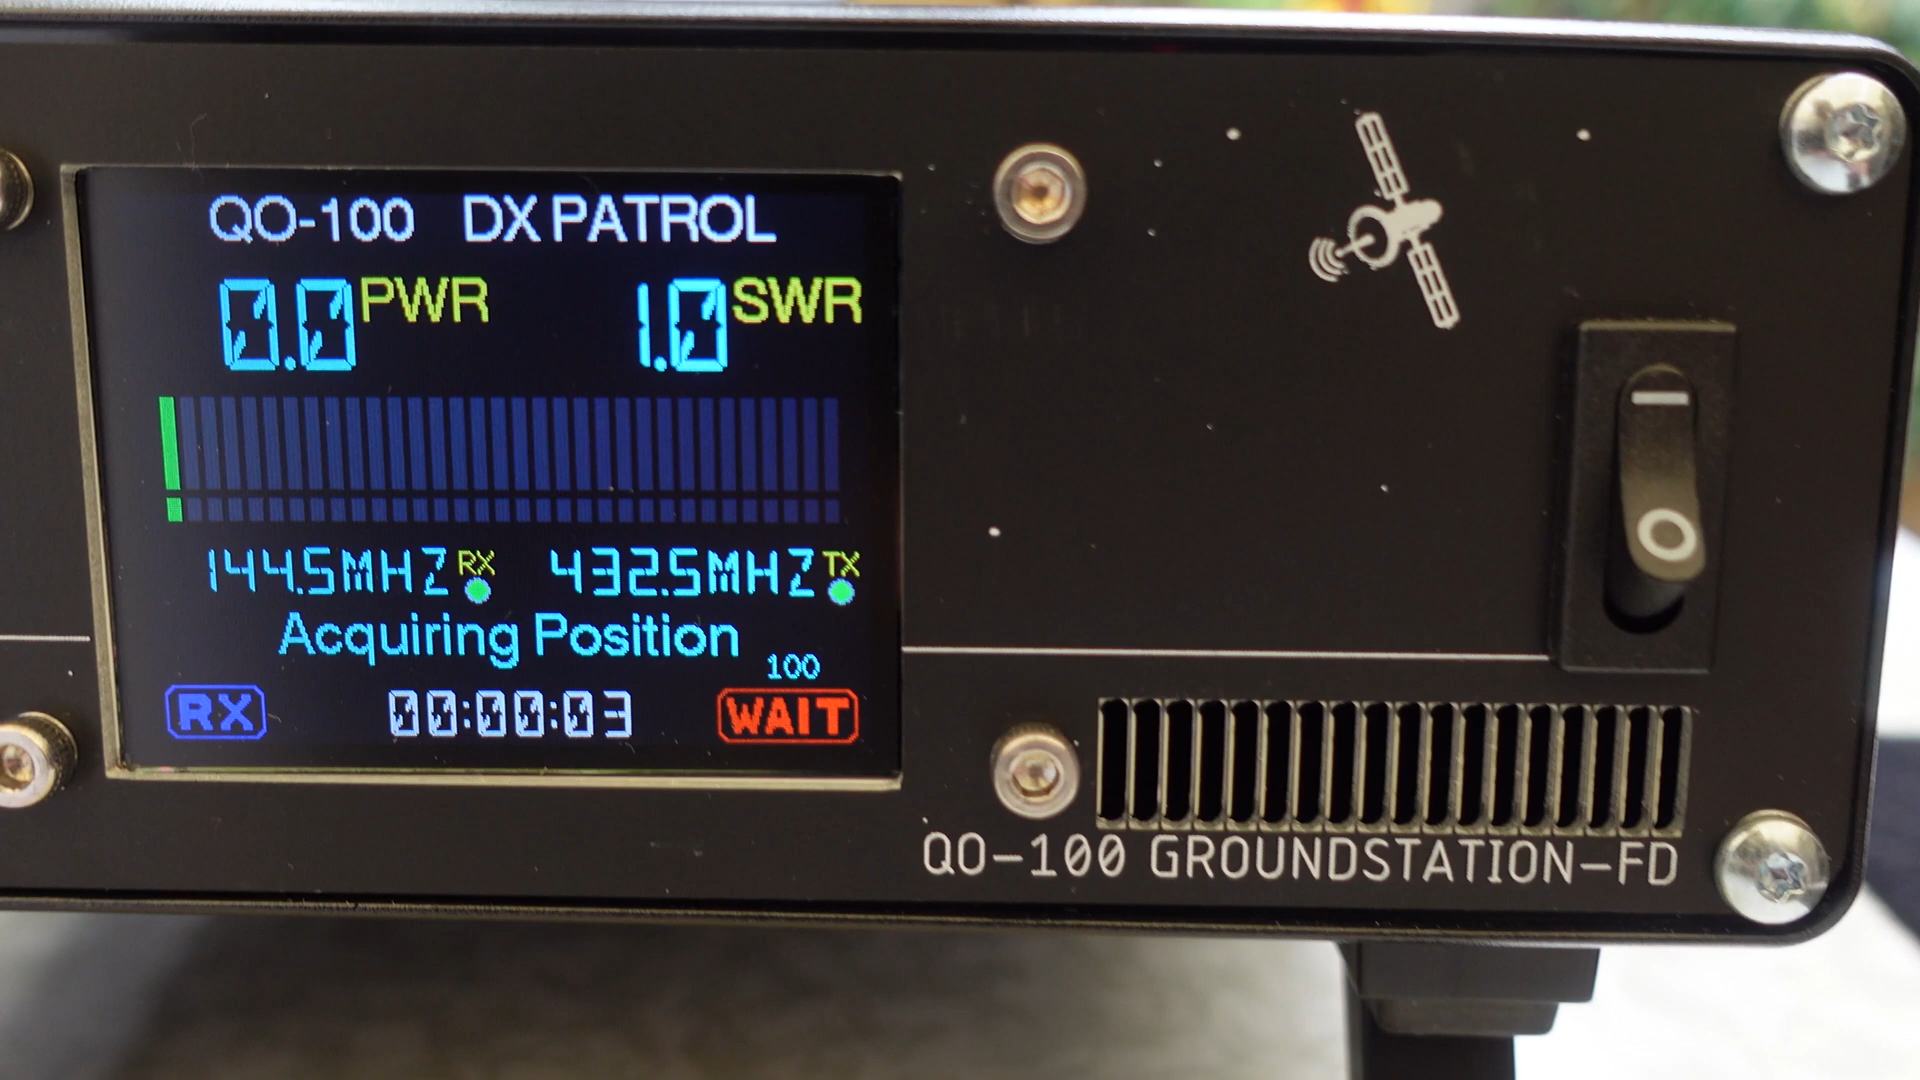 QO-100 DX PATROL
0.0 PWR 1.0 SWR
144.5MHZ RX 432.5MHZ TX
Acquiring Position
100
RX 00:00:03 WAIT
QO-100 GROUNDSTATION-FD